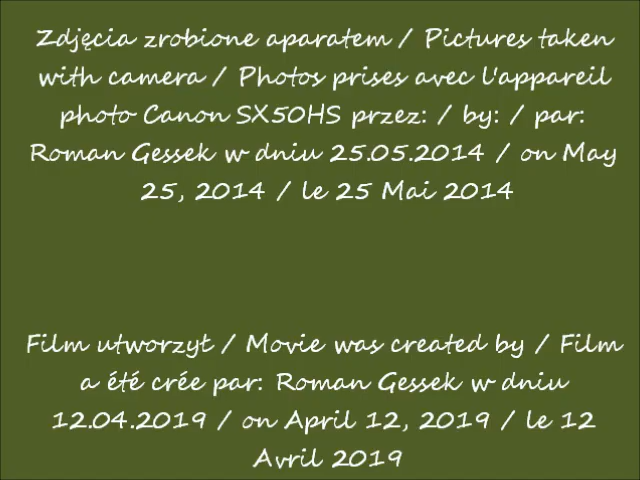 Zdjęcia zrobione aparatem / Pictures taken
with camera / Photos prises avec l'appareil
photo Canon SX50HS przez: / by: / par:
Roman Gessek w dniu 25.05.2014 / on May
25, 2014 / le 25 Mai 2014
Film utworzył / Movie was created by / Film
a été crée par: Roman Gessek w dniu
12.04.2019 / on April 12, 2019 / le 12
Avril 2019